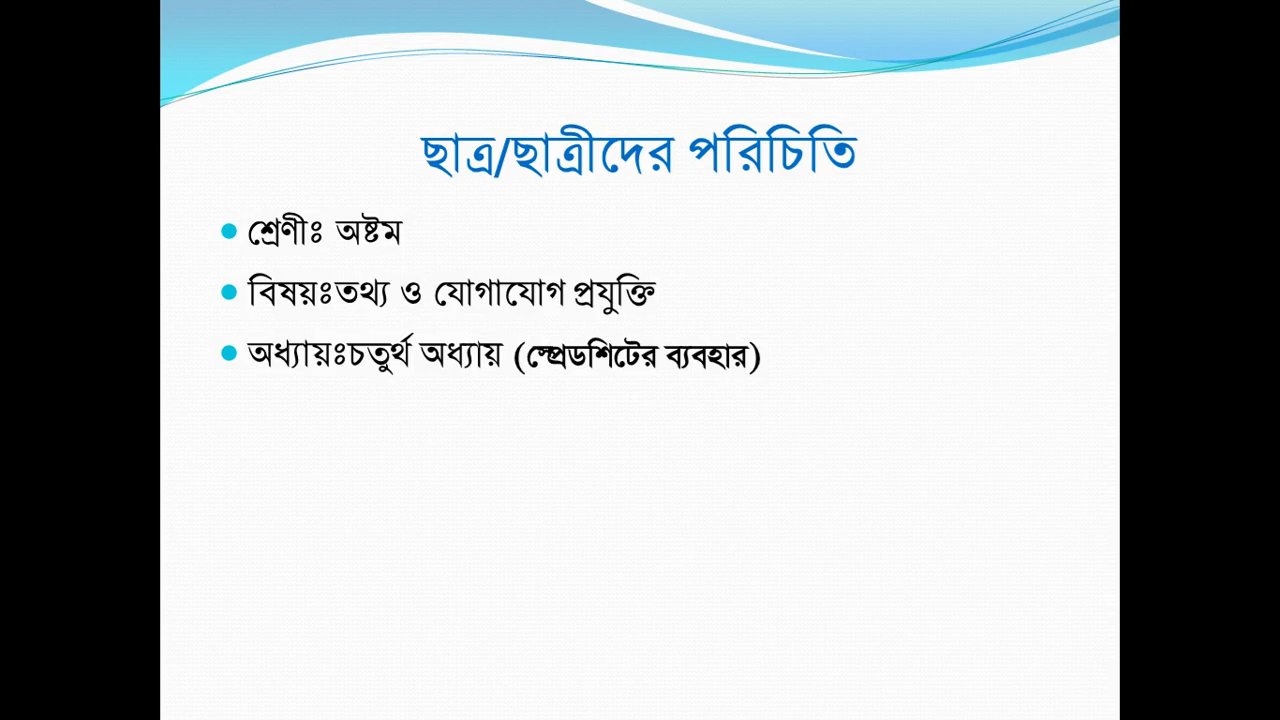 ছাত্র/ছাত্রীদের পরিচিতি
শ্রেণীঃ অষ্টম
বিষয়ঃতথ্য ও যোগাযোগ প্রযুক্তি
অধ্যায়ঃচতুর্থ অধ্যায় (স্প্রেডশিটের ব্যবহার)